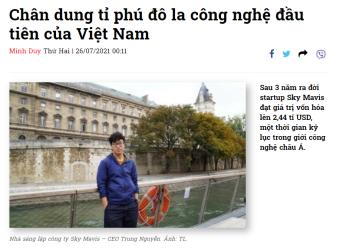 Chân dung tỉ phú đô la công nghệ đầu
tiên của Việt Nam
Minh Duy Thứ Hai | 26/07/2021 00:11
Sau 3 năm ra đời
startup Sky Mavis
đạt giá trị vốn hóa
lên 2,44 tỉ USD,
một thời gian kỷ
lục trong giới công
nghệ châu Á.
Nhà sáng lập công ty Sky Mavis — CEO Trung Nguyễn. Ảnh: TL